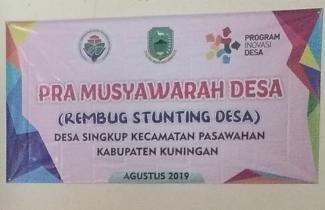 PROGRAM
INOVASI
DESA
PRA MUSYAWARAH DESA
(REMBUG STUNTING DESA)
DESA SINGKUP KECAMATAN PASAWAHAN
KABUPATEN KUNINGAN
AGUSTUS 2019